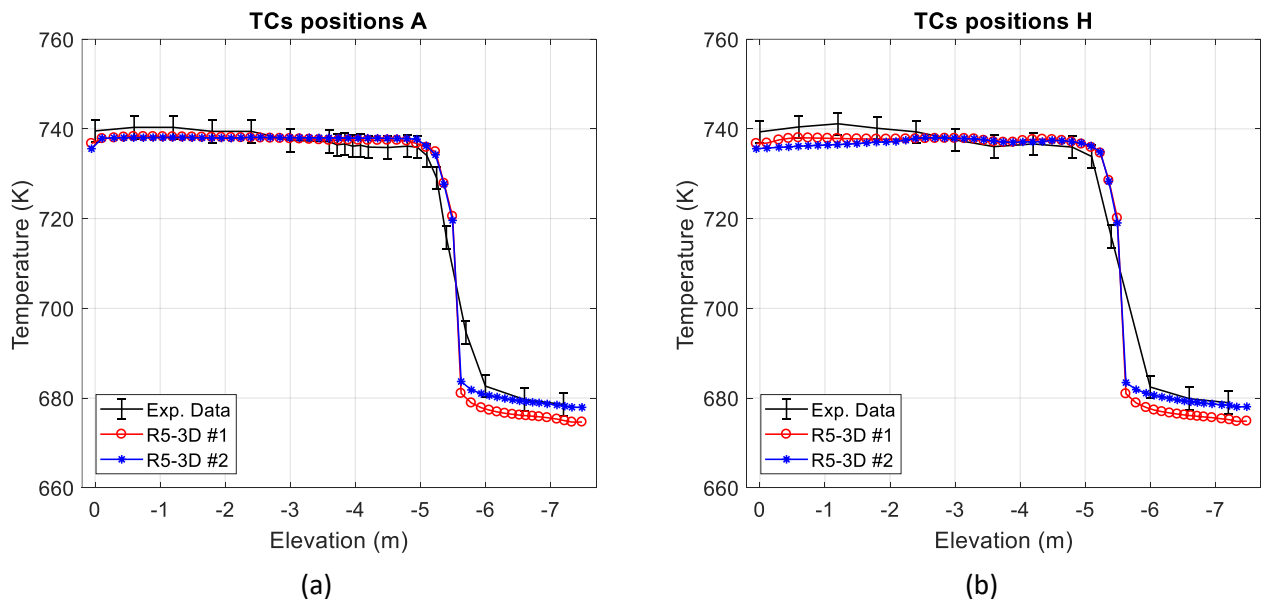 TCs positions A
760
740
720
700
680
660
Temperature (K)
0 -1 -2 -3 -4 -5 -6 -7
Elevation (m)
Exp. Data
R5-3D #1
R5-3D #2
(a)
TCs positions H
760
740
720
700
680
660
Temperature (K)
0 -1 -2 -3 -4 -5 -6 -7
Elevation (m)
Exp. Data
R5-3D #1
R5-3D #2
(b)